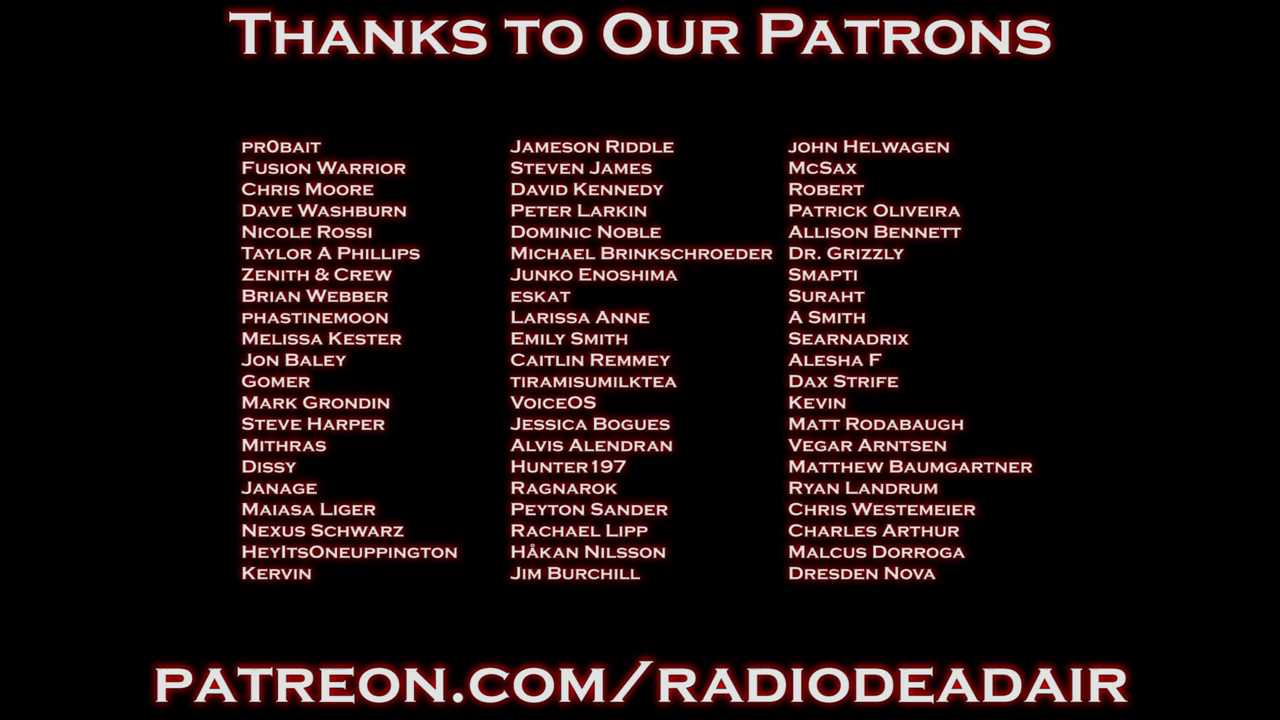 Thanks to Our Patrons
pr0bait
Fusion Warrior
Chris Moore
Dave Washburn
Nicole Rossi
Taylor A Phillips
Zenith & Crew
Brian Webber
phastinemoon
Melissa Kester
Jon Baley
Gomer
Mark Grondin
Steve Harper
Mithras
Dissy
Janage
Maiasa Liger
Nexus Schwarz
HeyItsOneuppington
Kervin
Jameson Riddle
Steven James
David Kennedy
Peter Larkin
Dominic Noble
Michael Brinkschroeder
Junko Enoshima
eskat
Larissa Anne
Emily Smith
Caitlin Remmey
tiramisumilktea
VoiceOS
Jessica Bogues
Alvis Alendran
Hunter197
Ragnarok
Peyton Sander
Rachael Lipp
Håkan Nilsson
Jim Burchill
john Helwagen
McSax
Robert
Patrick Oliveira
Allison Bennett
Dr. Grizzly
Smapti
Suraht
A Smith
Searnadrix
Alesha F
Dax Strife
Kevin
Matt Rodabaugh
Vegar Arntsen
Matthew Baumgartner
Ryan Landrum
Chris Westemeier
Charles Arthur
Malcus Dorroga
Dresden Nova
patreon.com/radiodeadair